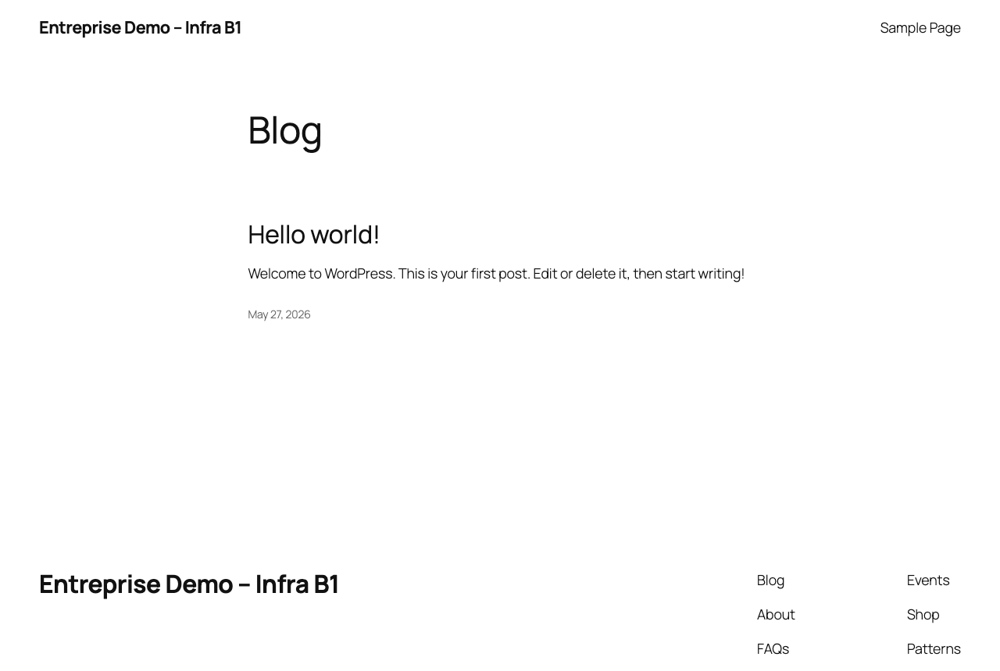 Entreprise Demo – Infra B1
Sample Page
Blog
Hello world!
Welcome to WordPress. This is your first post. Edit or delete it, then start writing!
May 27, 2026
Entreprise Demo – Infra B1
Blog
About
FAQs
Events
Shop
Patterns